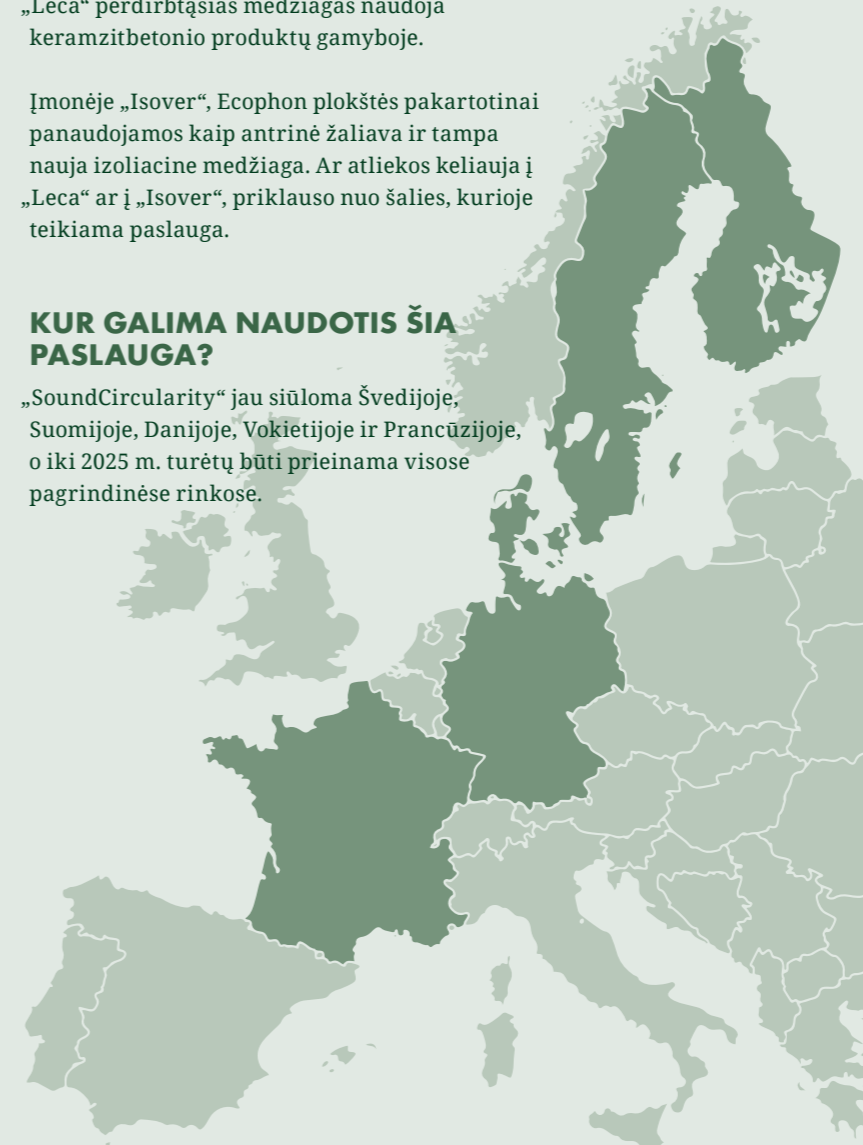 „Leca“ perdirbtąsias medžiagas naudoja
keramzitbetonio produktų gamyboje.
Įmonėje „Isover“, Ecophon plokštės pakartotinai
panaudojamos kaip antrinė žaliava ir tampa
nauja izoliacine medžiaga. Ar atliekos keliauja į
„Leca“ ar į „Isover“, priklauso nuo šalies, kurioje
teikiama paslauga.
KUR GALIMA NAUDOTIS ŠIA
PASLAUGA?
„SoundCircularity“ jau siūloma Švedijoje,
Suomijoje, Danijoje, Vokietijoje ir Prancūzijoje,
o iki 2025 m. turėtų būti prieinama visose
pagrindinėse rinkose.